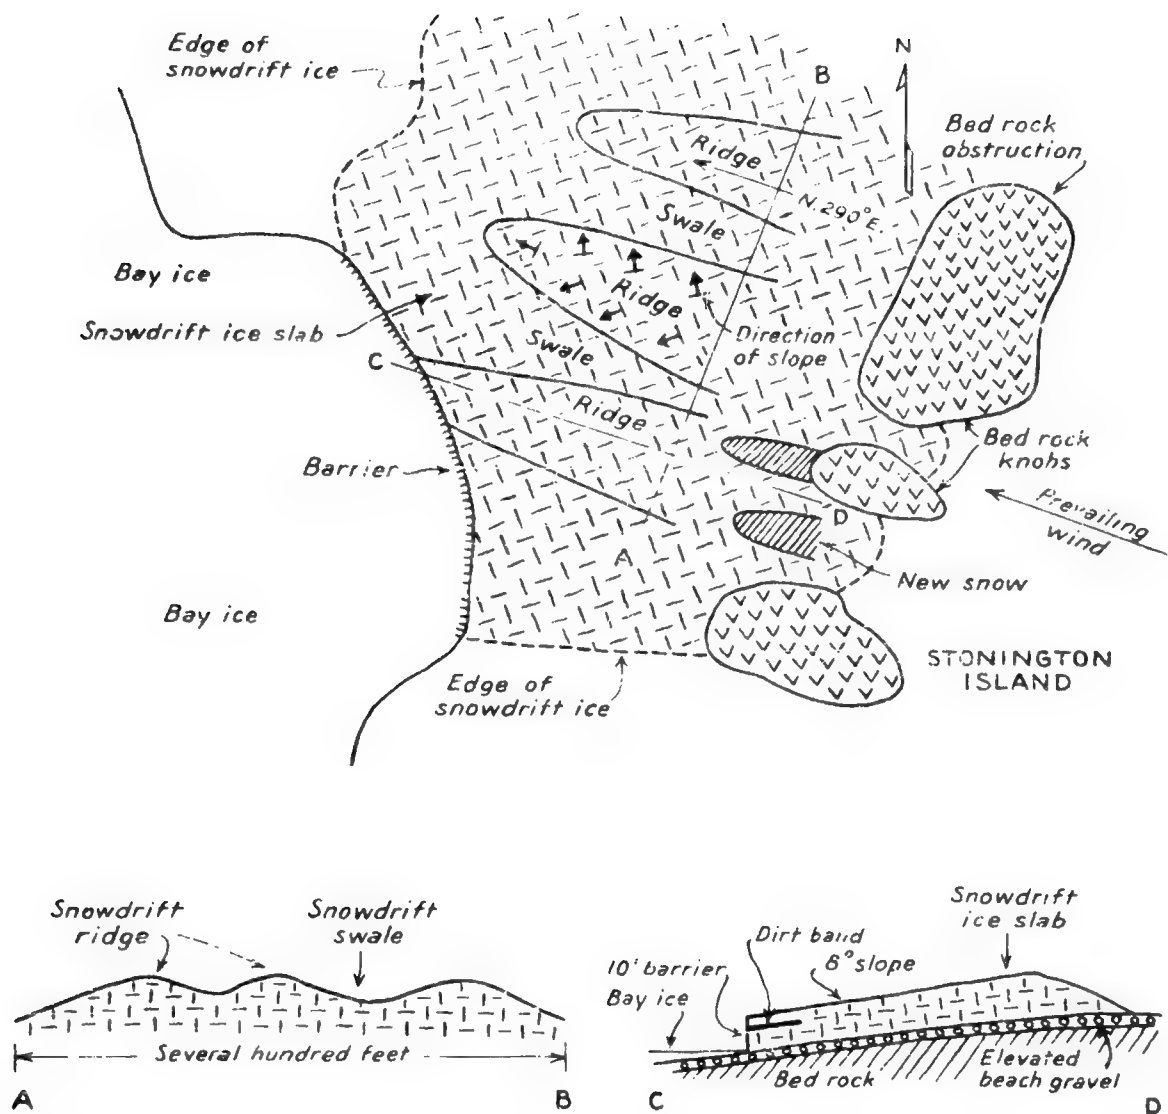 Edge of
snowdrift ice
N
B
Bed rock
obstruction
Ridge
N. 290° E.
Swale
Bay ice
Ridge
Snowdrift ice slab
Direction
of slope
Swale
C
Ridge
Bed rock
knobs
Barrier
D
Prevailing
wind
A
New snow
Bay ice
STONINGTON
ISLAND
Edge of
snowdrift ice
Snowdrift
ridge
Snowdrift
swale
Several hundred feet
A
B
Snowdrift
ice slab
Dirt band
6° slope
10' barrier
Bay ice
Elevated
beach gravel
Bed rock
C
D